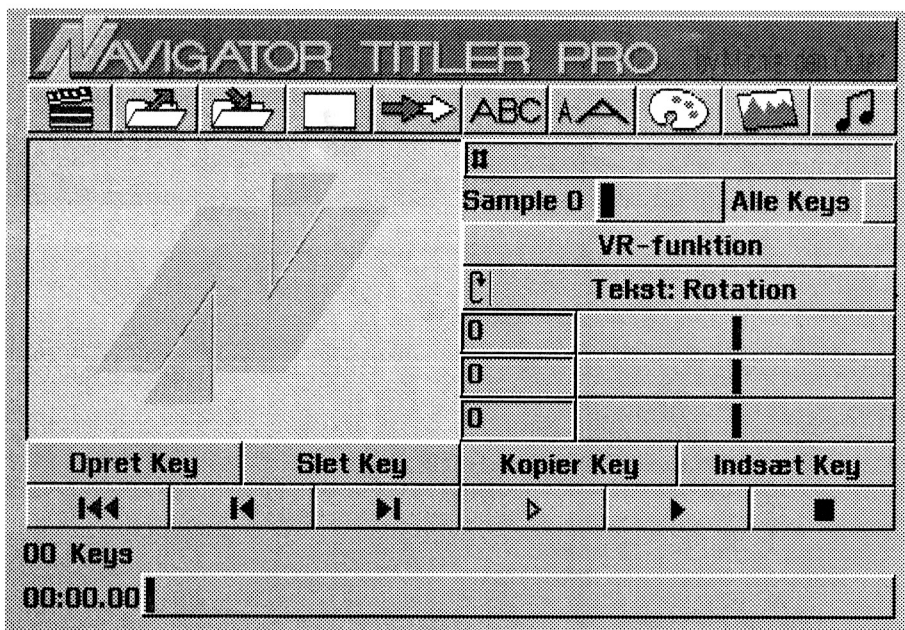 NAVIGATOR TITLER PRO
ABC AA
¤
Sample 0 Alle Keys
VR-funktion
Tekst: Rotation
0
0
0
Opret Key Slet Key Kopier Key Indsæt Key
00 Keys
00:00.00